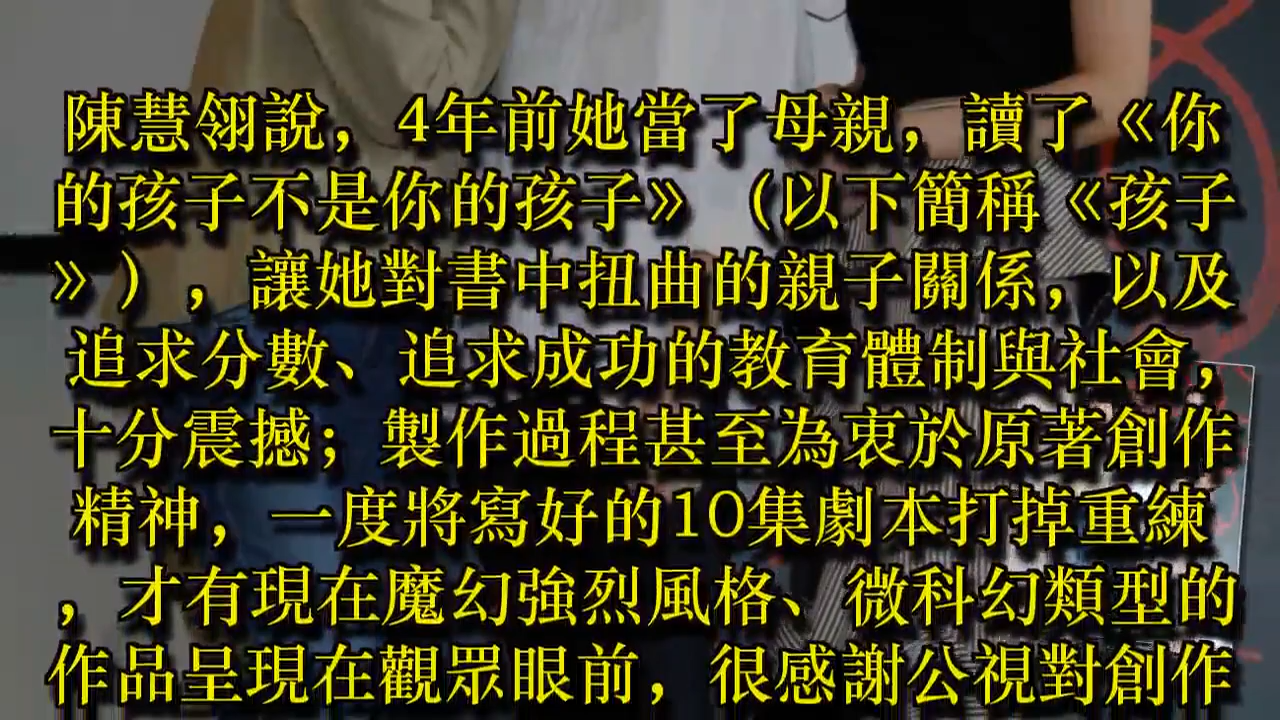 陳慧翎說，4年前她當了母親，讀了《你
的孩子不是你的孩子》（以下簡稱《孩子
》），讓她對書中扭曲的親子關係，以及
追求分數、追求成功的教育體制與社會，
十分震撼；製作過程甚至為衷於原著創作
精神，一度將寫好的10集劇本打掉重練
，才有現在魔幻強烈風格、微科幻類型的
作品呈現在觀眾眼前，很感謝公視對創作